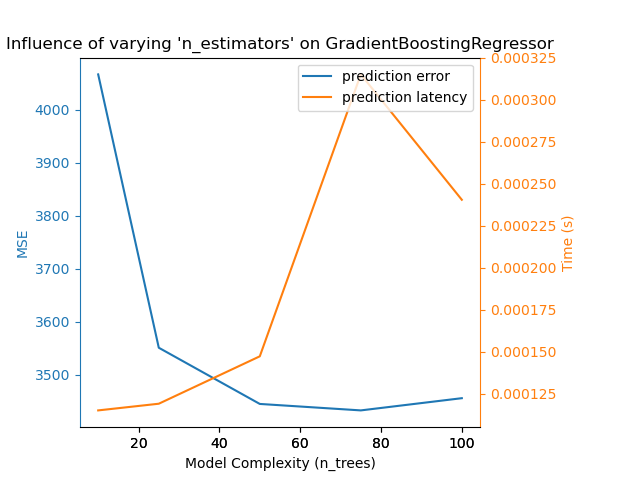 Influence of varying 'n_estimators' on GradientBoostingRegressor
prediction error
prediction latency
4000
3900
3800
3700
3600
3500
MSE
0.000325
0.000300
0.000275
0.000250
0.000225
0.000200
0.000175
0.000150
0.000125
Time (s)
20 40 60 80 100
Model Complexity (n_trees)